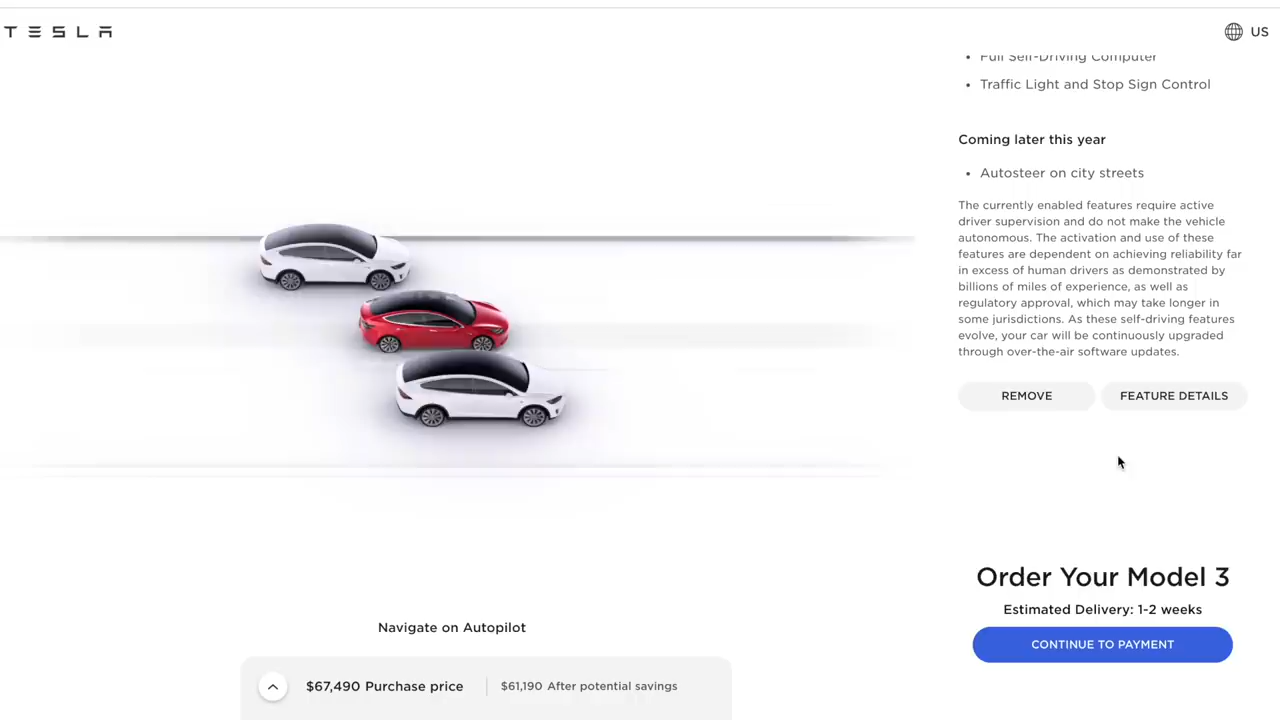 TESLA
US
Full Self-Driving Computer
Traffic Light and Stop Sign Control
Coming later this year
Autosteer on city streets
The currently enabled features require active
driver supervision and do not make the vehicle
autonomous. The activation and use of these
features are dependent on achieving reliability far
in excess of human drivers as demonstrated by
billions of miles of experience, as well as
regulatory approval, which may take longer in
some jurisdictions. As these self-driving features
evolve, your car will be continuously upgraded
through over-the-air software updates.
REMOVE
FEATURE DETAILS
Order Your Model 3
Estimated Delivery: 1-2 weeks
CONTINUE TO PAYMENT
Navigate on Autopilot
$67,490 Purchase price
$61,190 After potential savings